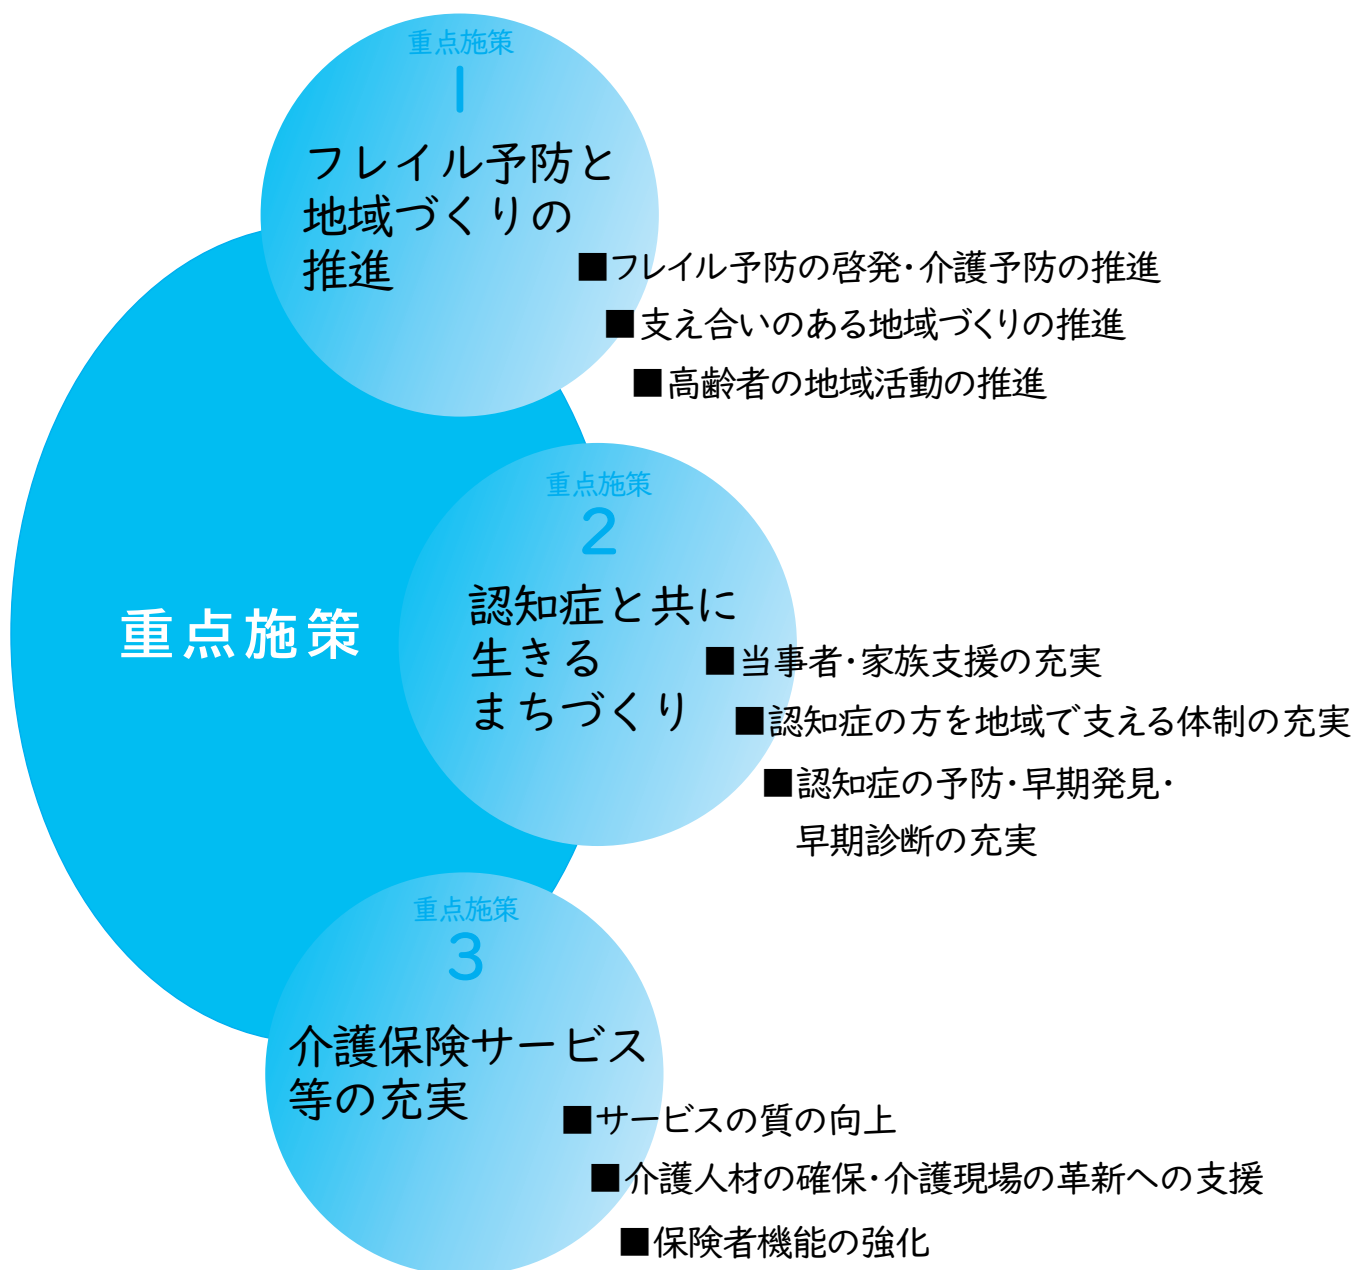 重点施策
1
フレイル予防と
地域づくりの
推進
■フレイル予防の啓発・介護予防の推進
■支え合いのある地域づくりの推進
■高齢者の地域活動の推進
重点施策
重点施策
2
認知症と共に
生きる
まちづくり
■当事者・家族支援の充実
■認知症の方を地域で支える体制の充実
■認知症の予防・早期発見・
早期診断の充実
重点施策
3
介護保険サービス
等の充実
■サービスの質の向上
■介護人材の確保・介護現場の革新への支援
■保険者機能の強化